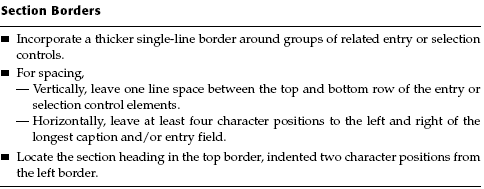 Section Borders
■ Incorporate a thicker single-line border around groups of related entry or selection
controls.
■ For spacing,
— Vertically, leave one line space between the top and bottom row of the entry or
selection control elements.
— Horizontally, leave at least four character positions to the left and right of the
longest caption and/or entry field.
■ Locate the section heading in the top border, indented two character positions from
the left border.